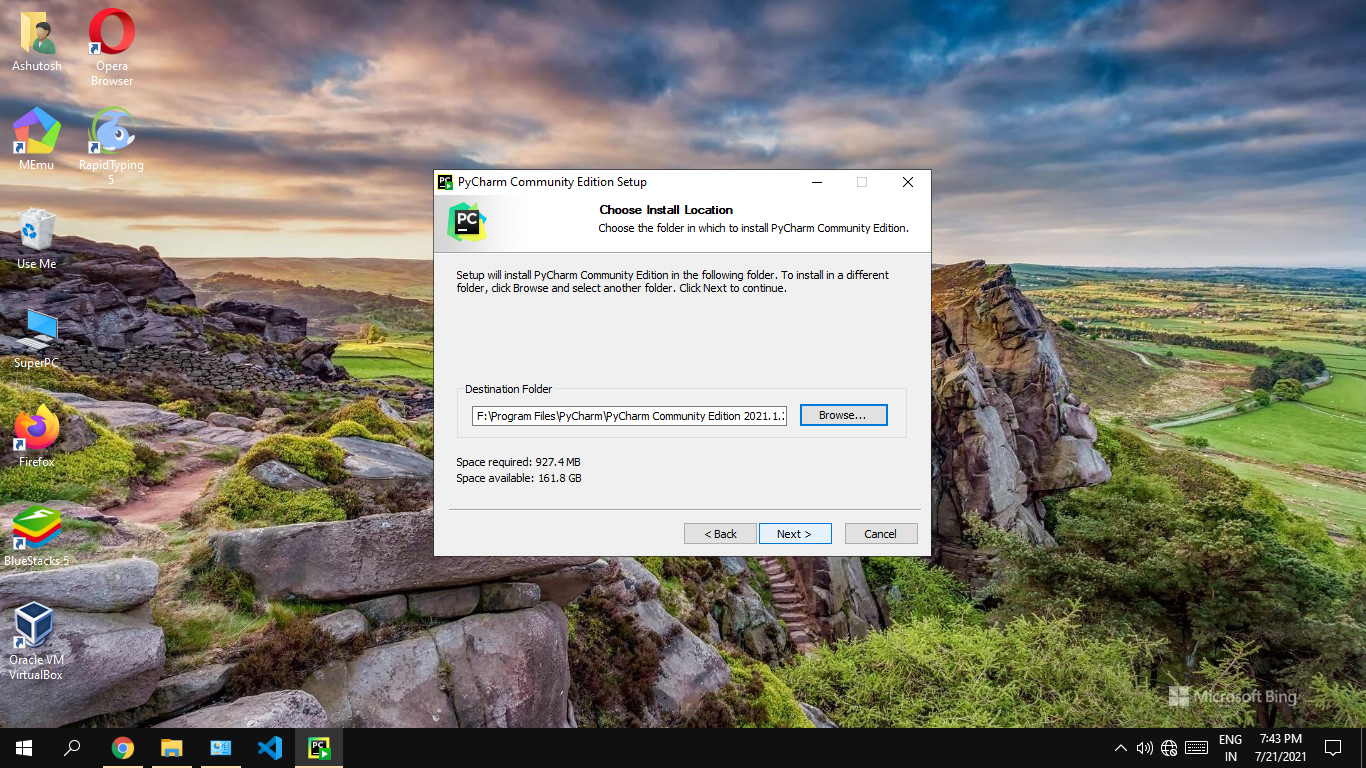 Ashutosh
Opera
Browser
MEmu
RapidTyping
5
Use Me
SuperPC
Firefox
BlueStacks 5
Oracle VM
VirtualBox
PC PyCharm Community Edition Setup
PC
Choose Install Location
Choose the folder in which to install PyCharm Community Edition.
Setup will install PyCharm Community Edition in the following folder. To install in a different
folder, click Browse and select another folder. Click Next to continue.
Destination Folder
F:\Program Files\PyCharm\PyCharm Community Edition 2021.1.
Browse...
Space required: 927.4 MB
Space available: 161.8 GB
< Back
Next >
Cancel
Microsoft Bing
PC
ENG
IN
7:43 PM
7/21/2021